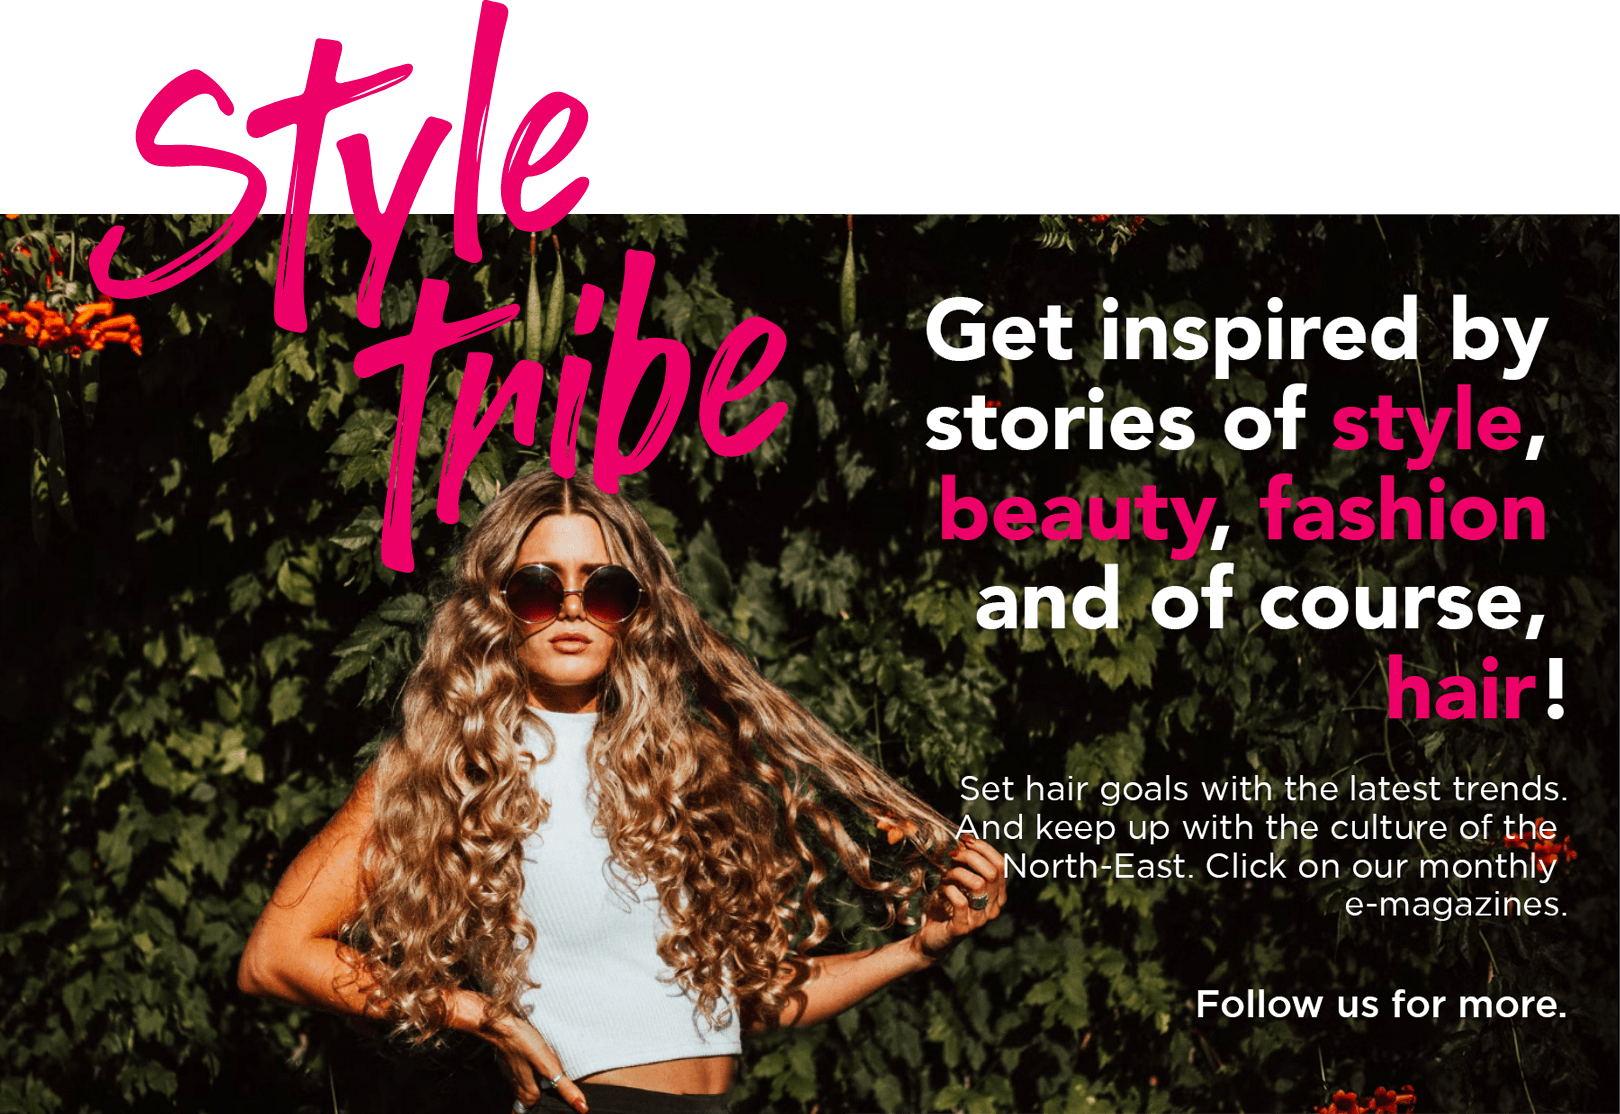 Style
tribe
Get inspired by
stories of style,
beauty, fashion
and of course,
hair!
Set hair goals with the latest trends.
And keep up with the culture of the
North-East. Click on our monthly
e-magazines.
Follow us for more.